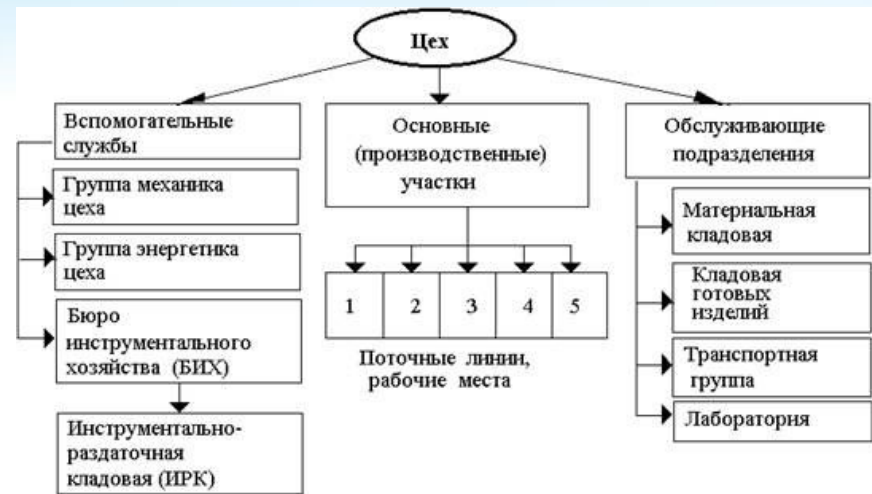 Цех
Вспомогательные
службы
Группа механика
цеха
Группа энергетика
цеха
Бюро
инструментального
хозяйства (БИХ)
Инструментально-
раздаточная
кладовая (ИРК)
Основные
(производственные)
участки
1 2 3 4 5
Поточные линии,
рабочие места
Обслуживающие
подразделения
Материальная
кладовая
Кладовая
готовых
изделий
Транспортная
группа
Лаборатория